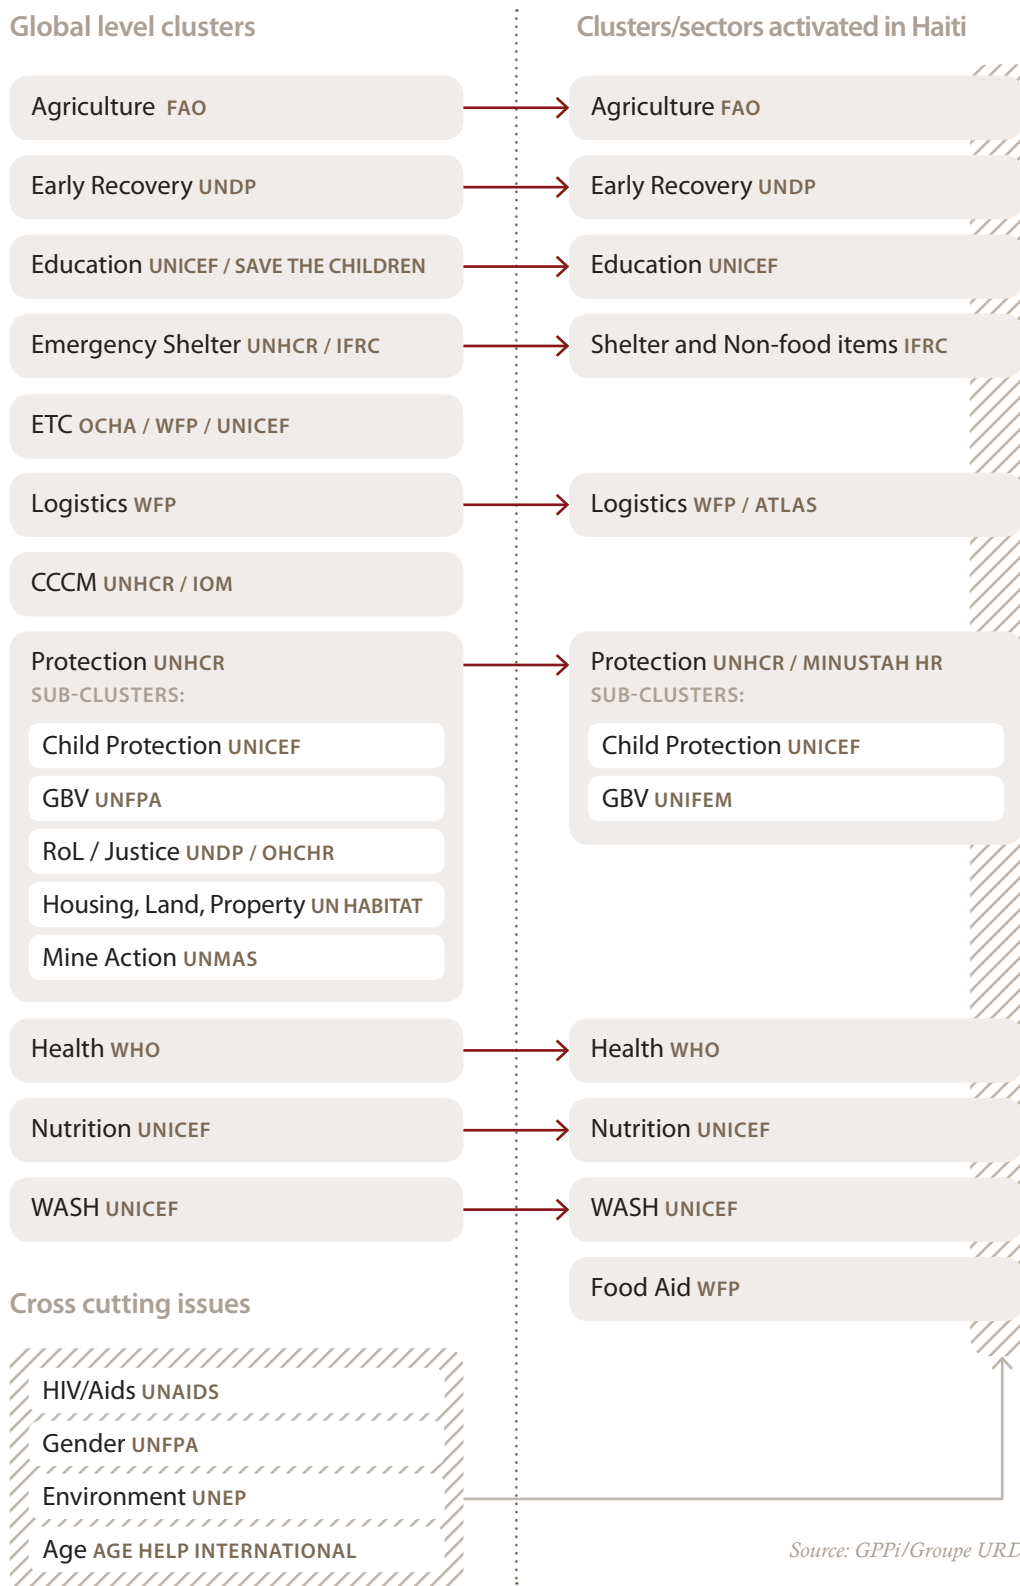 Global level clusters
Agriculture FAO
Early Recovery UNDP
Education UNICEF / SAVE THE CHILDREN
Emergency Shelter UNHCR / IFRC
ETC OCHA / WFP / UNICEF
Logistics WFP
CCCM UNHCR / IOM
Protection UNHCR
SUB-CLUSTERS:
Child Protection UNICEF
GBV UNFPA
RoL / Justice UNDP / OHCHR
Housing, Land, Property UN HABITAT
Mine Action UNMAS
Health WHO
Nutrition UNICEF
WASH UNICEF
Cross cutting issues
HIV/Aids UNAIDS
Gender UNFPA
Environment UNEP
Age AGE HELP INTERNATIONAL
Clusters/sectors activated in Haiti
Agriculture FAO
Early Recovery UNDP
Education UNICEF
Shelter and Non-food items IFRC
Logistics WFP / ATLAS
Protection UNHCR / MINUSTAH HR
SUB-CLUSTERS:
Child Protection UNICEF
GBV UNIFEM
Health WHO
Nutrition UNICEF
WASH UNICEF
Food Aid WFP
Source: GPPi/Groupe URD